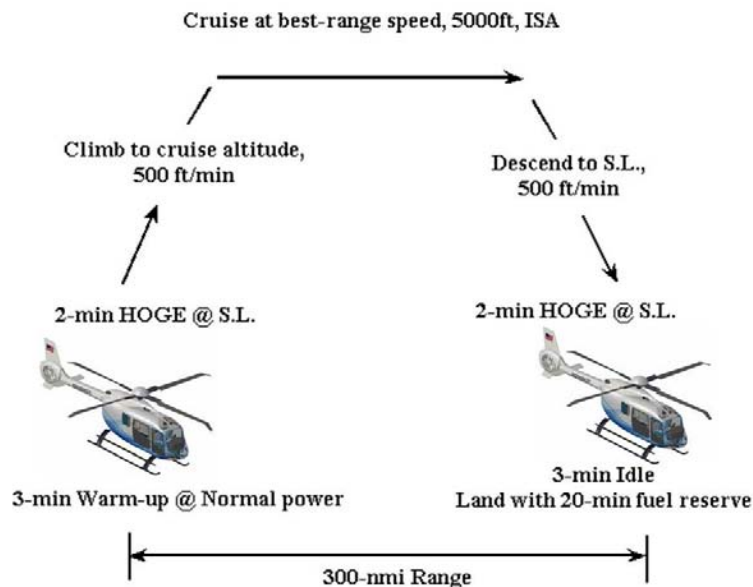 Cruise at best-range speed, 5000ft, ISA
Climb to cruise altitude,
500 ft/min
Descend to S.L.,
500 ft/min
2-min HOGE @ S.L.
2-min HOGE @ S.L.
3-min Warm-up @ Normal power
3-min Idle
Land with 20-min fuel reserve
300-nmi Range